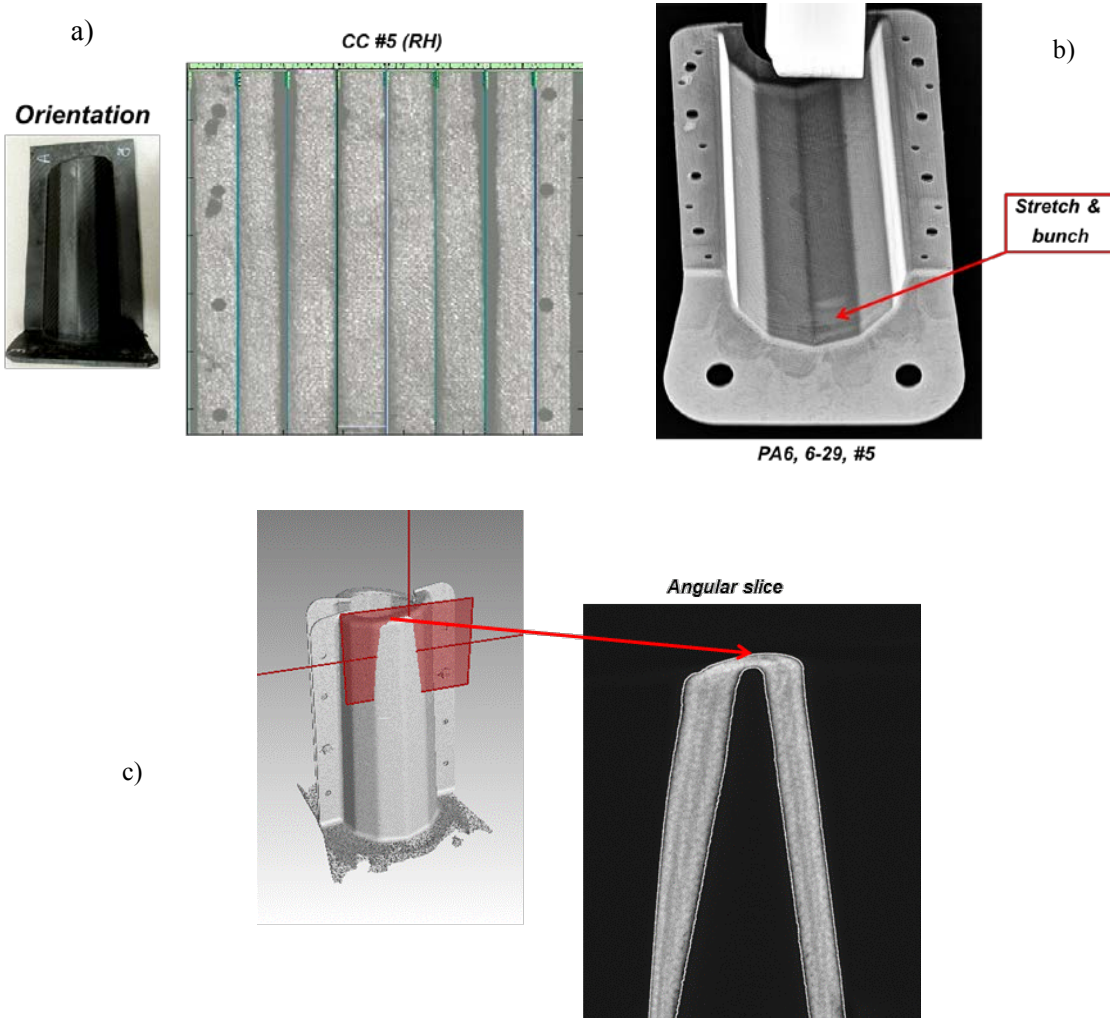 a)
CC #5 (RH)
b)
Orientation
A
Stretch &
bunch
PA6, 6-29, #5
Angular slice
c)